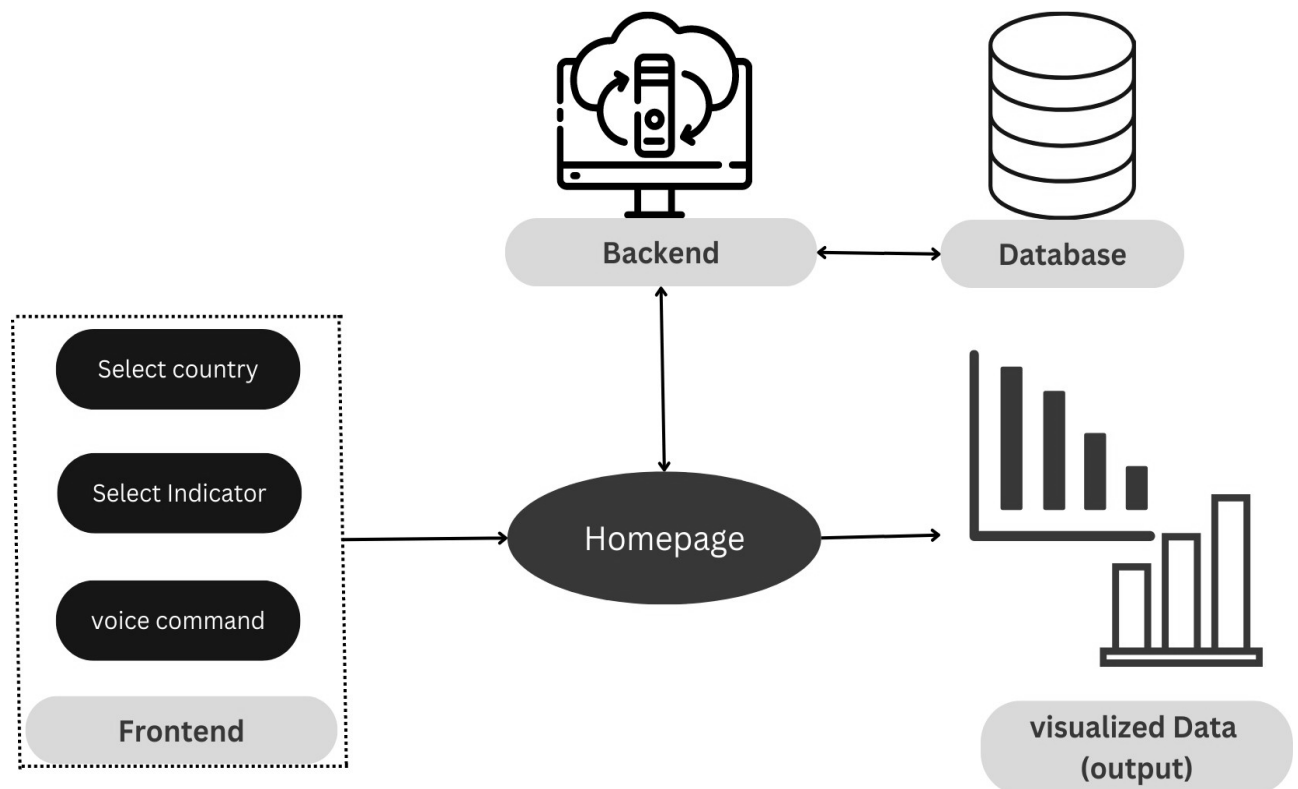 Backend
Database
Select country
Select Indicator
voice command
Frontend
Homepage
visualized Data
(output)